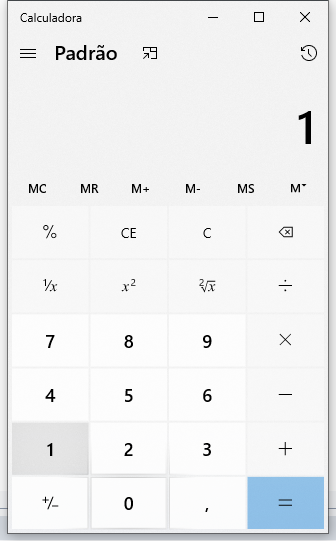 Calculadora
Padrão
1
MC MR M+ M- MS M˅
% CE C
⅟x x² ²√x ÷
7 8 9 ×
4 5 6 −
1 2 3 +
+/− 0 , =